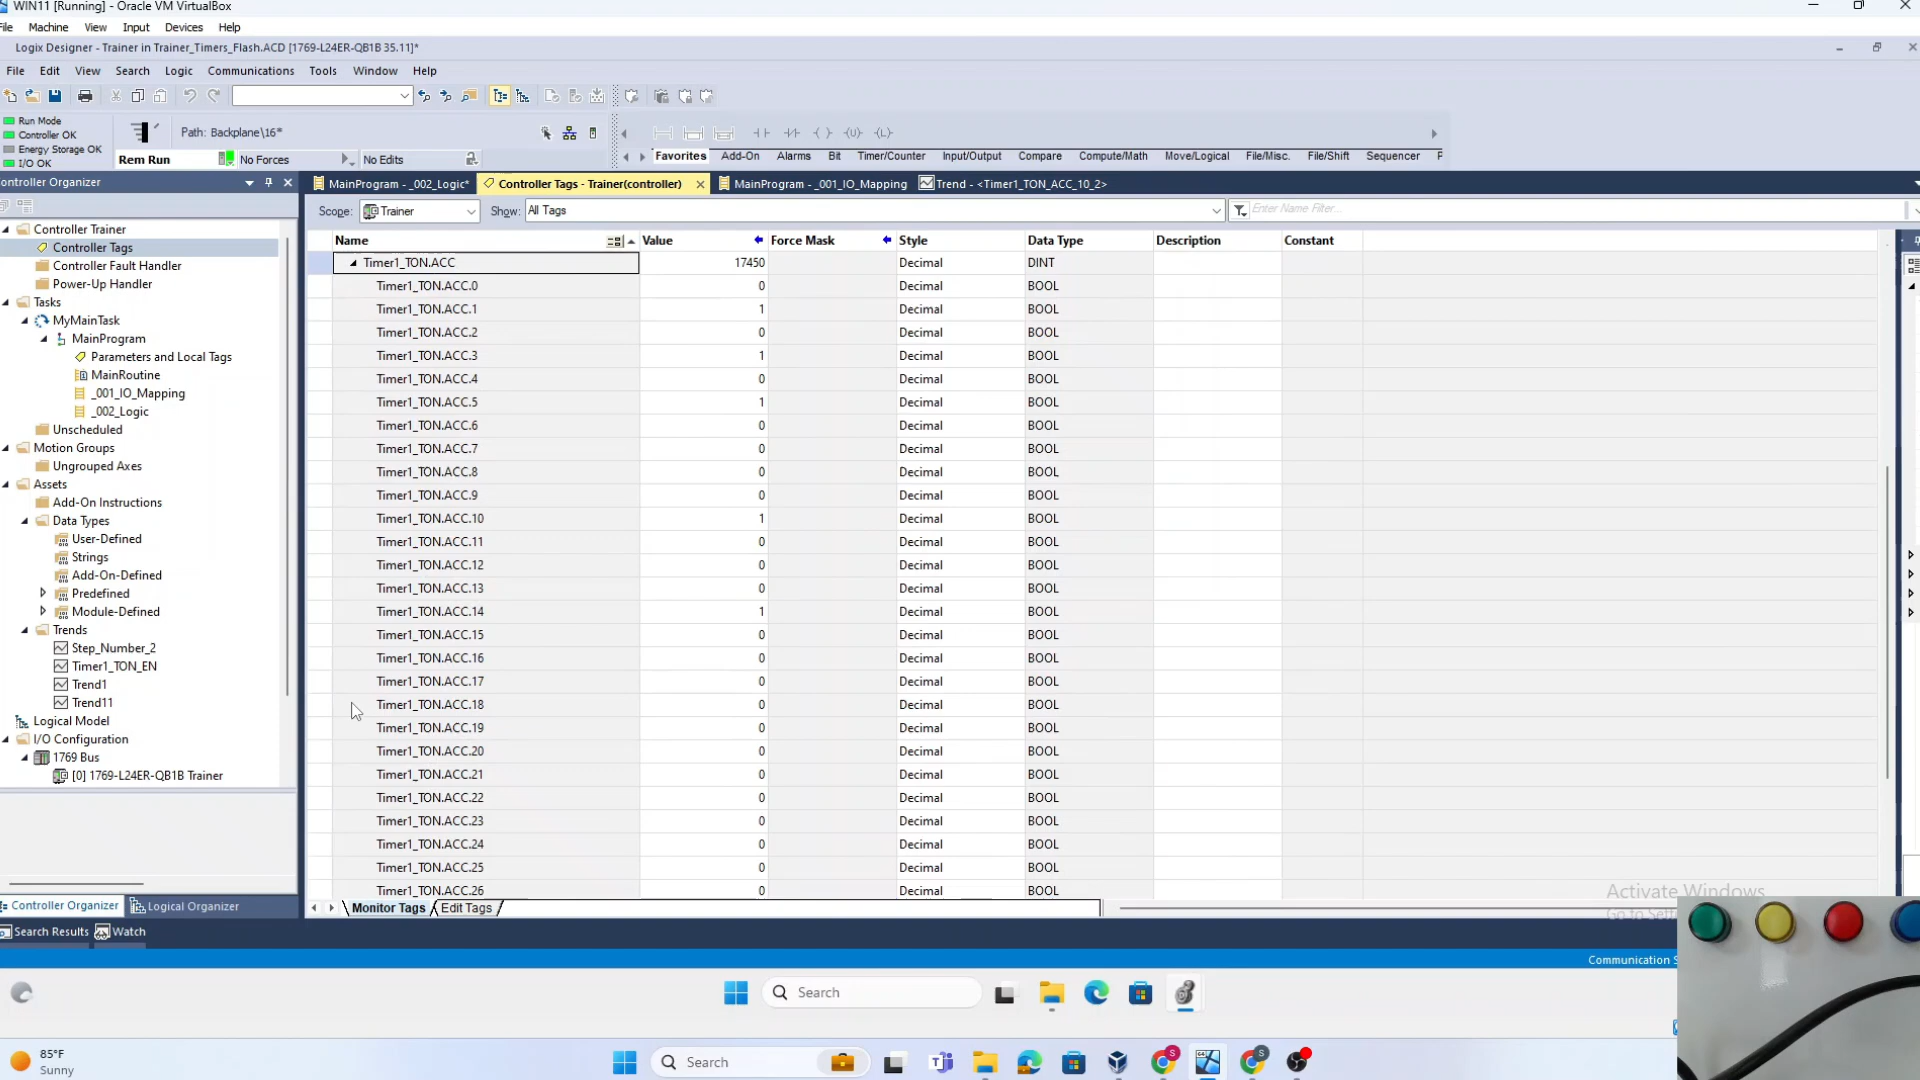 WIN11 [Running] - Oracle VM VirtualBox
File Machine View Input Devices Help
Logix Designer - Trainer in Trainer_Timers_Flash.ACD [1769-L24ER-QB1B 35.11]*
File Edit View Search Logic Communications Tools Window Help
Run Mode
Controller OK
Energy Storage OK
I/O OK
Path: Backplane\16*
Rem Run No Forces No Edits
Favorites Add-On Alarms Bit Timer/Counter Input/Output Compare Compute/Math Move/Logical File/Misc. File/Shift Sequencer P
ontroller Organizer
MainProgram - _002_Logic* Controller Tags - Trainer(controller) MainProgram - _001_IO_Mapping Trend - <Timer1_TON_ACC_10_2>
Scope: Trainer Show: All Tags Enter Name Filter...
Controller Trainer
Controller Tags
Controller Fault Handler
Power-Up Handler
Tasks
MyMainTask
MainProgram
Parameters and Local Tags
MainRoutine
_001_IO_Mapping
_002_Logic
Unscheduled
Motion Groups
Ungrouped Axes
Assets
Add-On Instructions
Data Types
User-Defined
Strings
Add-On-Defined
Predefined
Module-Defined
Trends
Step_Number_2
Timer1_TON_EN
Trend1
Trend11
Logical Model
I/O Configuration
1769 Bus
[0] 1769-L24ER-QB1B Trainer
Controller Organizer Logical Organizer
Name Value Force Mask Style Data Type Description Constant
Timer1_TON.ACC 17450 Decimal DINT
Timer1_TON.ACC.0 0 Decimal BOOL
Timer1_TON.ACC.1 1 Decimal BOOL
Timer1_TON.ACC.2 0 Decimal BOOL
Timer1_TON.ACC.3 1 Decimal BOOL
Timer1_TON.ACC.4 0 Decimal BOOL
Timer1_TON.ACC.5 1 Decimal BOOL
Timer1_TON.ACC.6 0 Decimal BOOL
Timer1_TON.ACC.7 0 Decimal BOOL
Timer1_TON.ACC.8 0 Decimal BOOL
Timer1_TON.ACC.9 0 Decimal BOOL
Timer1_TON.ACC.10 1 Decimal BOOL
Timer1_TON.ACC.11 0 Decimal BOOL
Timer1_TON.ACC.12 0 Decimal BOOL
Timer1_TON.ACC.13 0 Decimal BOOL
Timer1_TON.ACC.14 1 Decimal BOOL
Timer1_TON.ACC.15 0 Decimal BOOL
Timer1_TON.ACC.16 0 Decimal BOOL
Timer1_TON.ACC.17 0 Decimal BOOL
Timer1_TON.ACC.18 0 Decimal BOOL
Timer1_TON.ACC.19 0 Decimal BOOL
Timer1_TON.ACC.20 0 Decimal BOOL
Timer1_TON.ACC.21 0 Decimal BOOL
Timer1_TON.ACC.22 0 Decimal BOOL
Timer1_TON.ACC.23 0 Decimal BOOL
Timer1_TON.ACC.24 0 Decimal BOOL
Timer1_TON.ACC.25 0 Decimal BOOL
Timer1_TON.ACC.26 0 Decimal BOOL
Monitor Tags Edit Tags
Activate Windows
Go to
Search Results Watch
Communication
Search
85°F
Sunny
Search